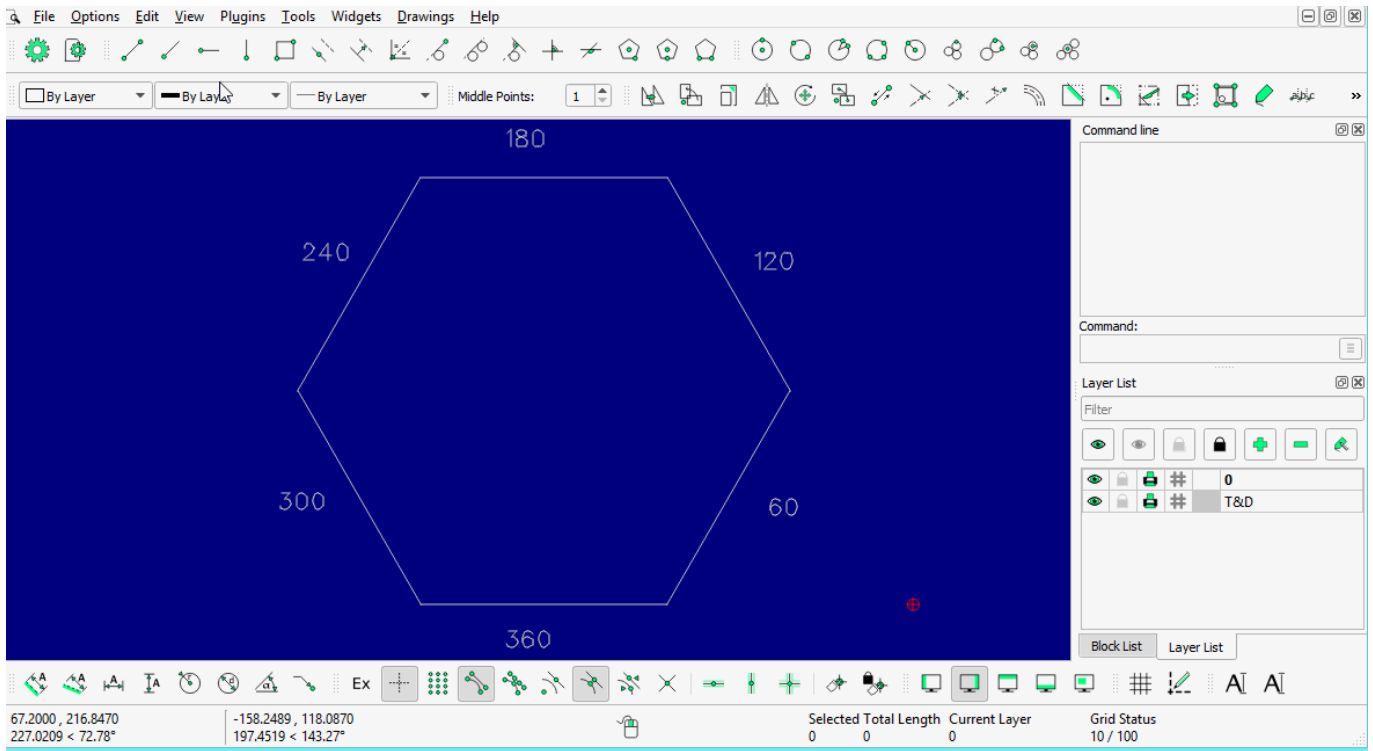 File Options Edit View Plugins Tools Widgets Drawings Help
By Layer By Layer By Layer Middle Points: 1 »
Command line
180
240
120
Command:
Layer List
Filter
0
T&D
300
60
360
Block List Layer List
Ex
67.2000 , 216.8470 -158.2489 , 118.0870 Selected Total Length Current Layer Grid Status
227.0209 < 72.78° 197.4519 < 143.27° 0 0 0 10 / 100